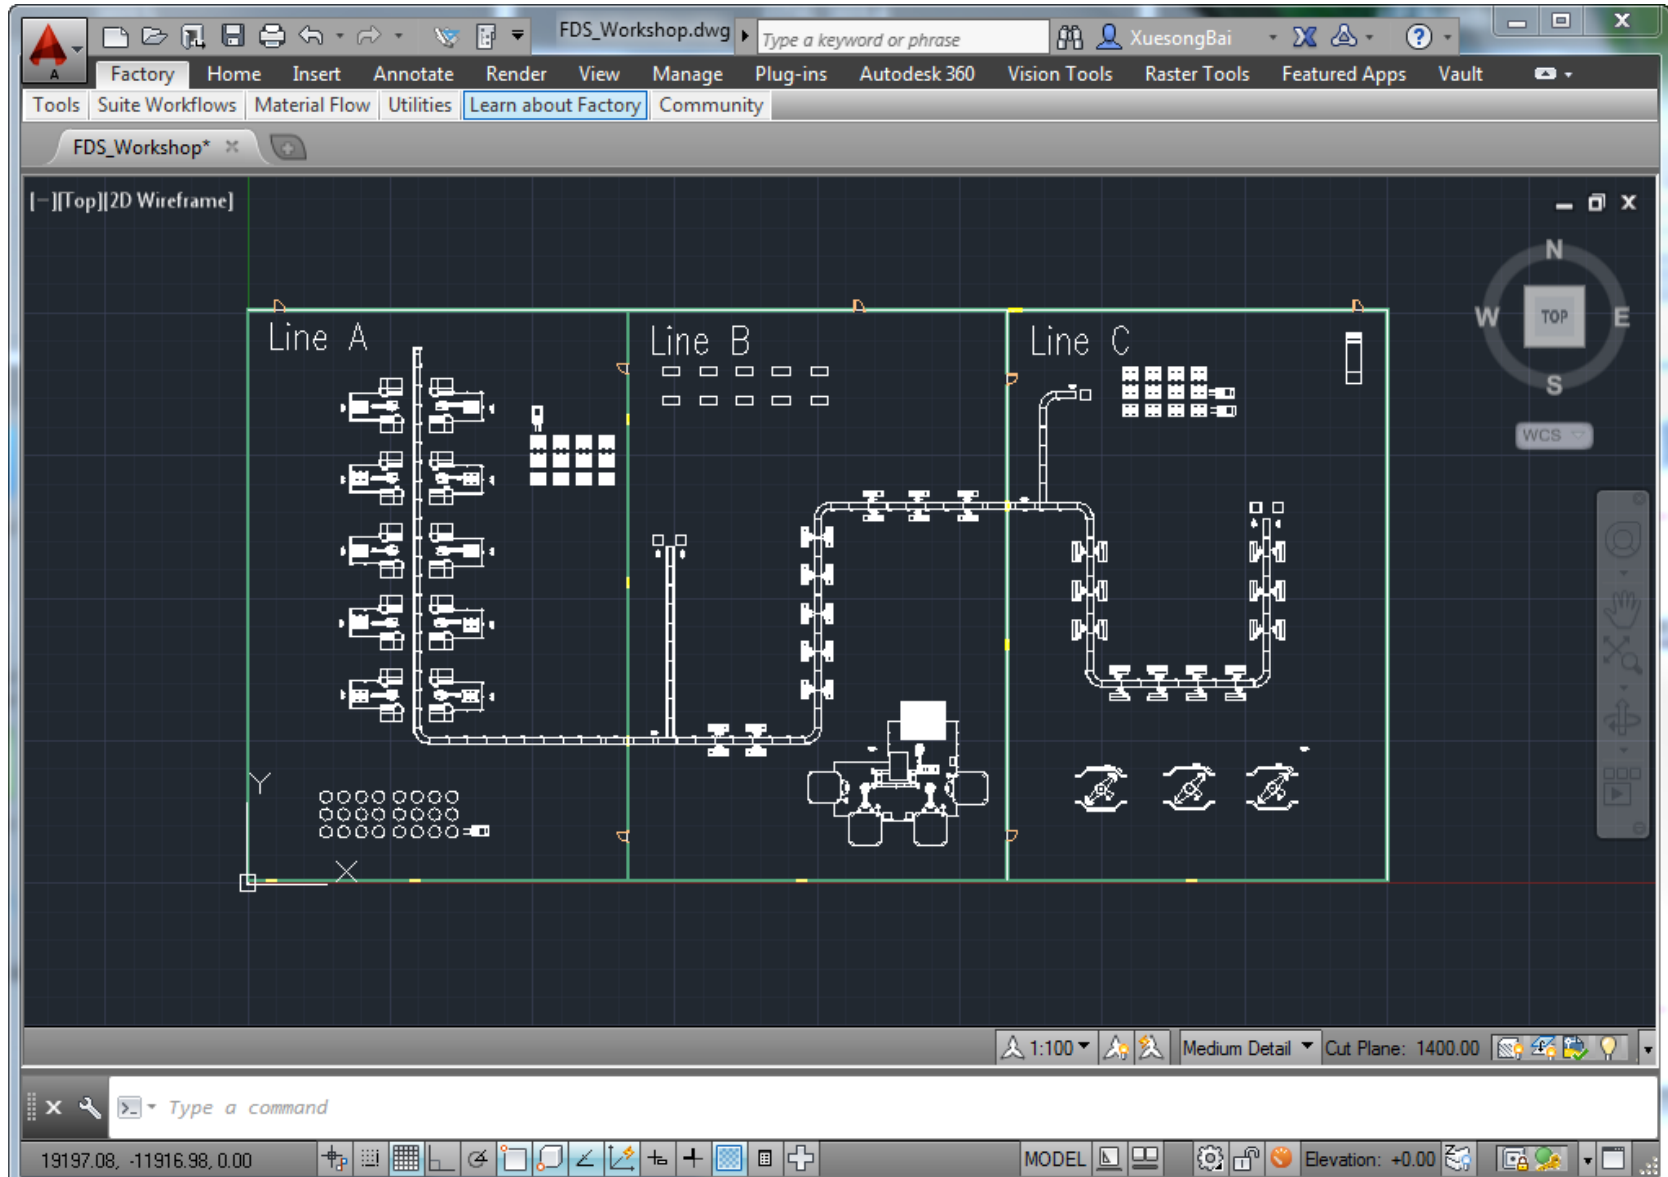 FDS_Workshop.dwg
Type a keyword or phrase
XuesongBai
Factory Home Insert Annotate Render View Manage Plug-ins Autodesk 360 Vision Tools Raster Tools Featured Apps Vault
Tools Suite Workflows Material Flow Utilities Learn about Factory Community
FDS_Workshop*
[−][Top][2D Wireframe]
N
W TOP E
S
WCS
Line A Line B Line C
Y
X
1:100 Medium Detail Cut Plane: 1400.00
Type a command
19197.08, -11916.98, 0.00 MODEL Elevation: +0.00